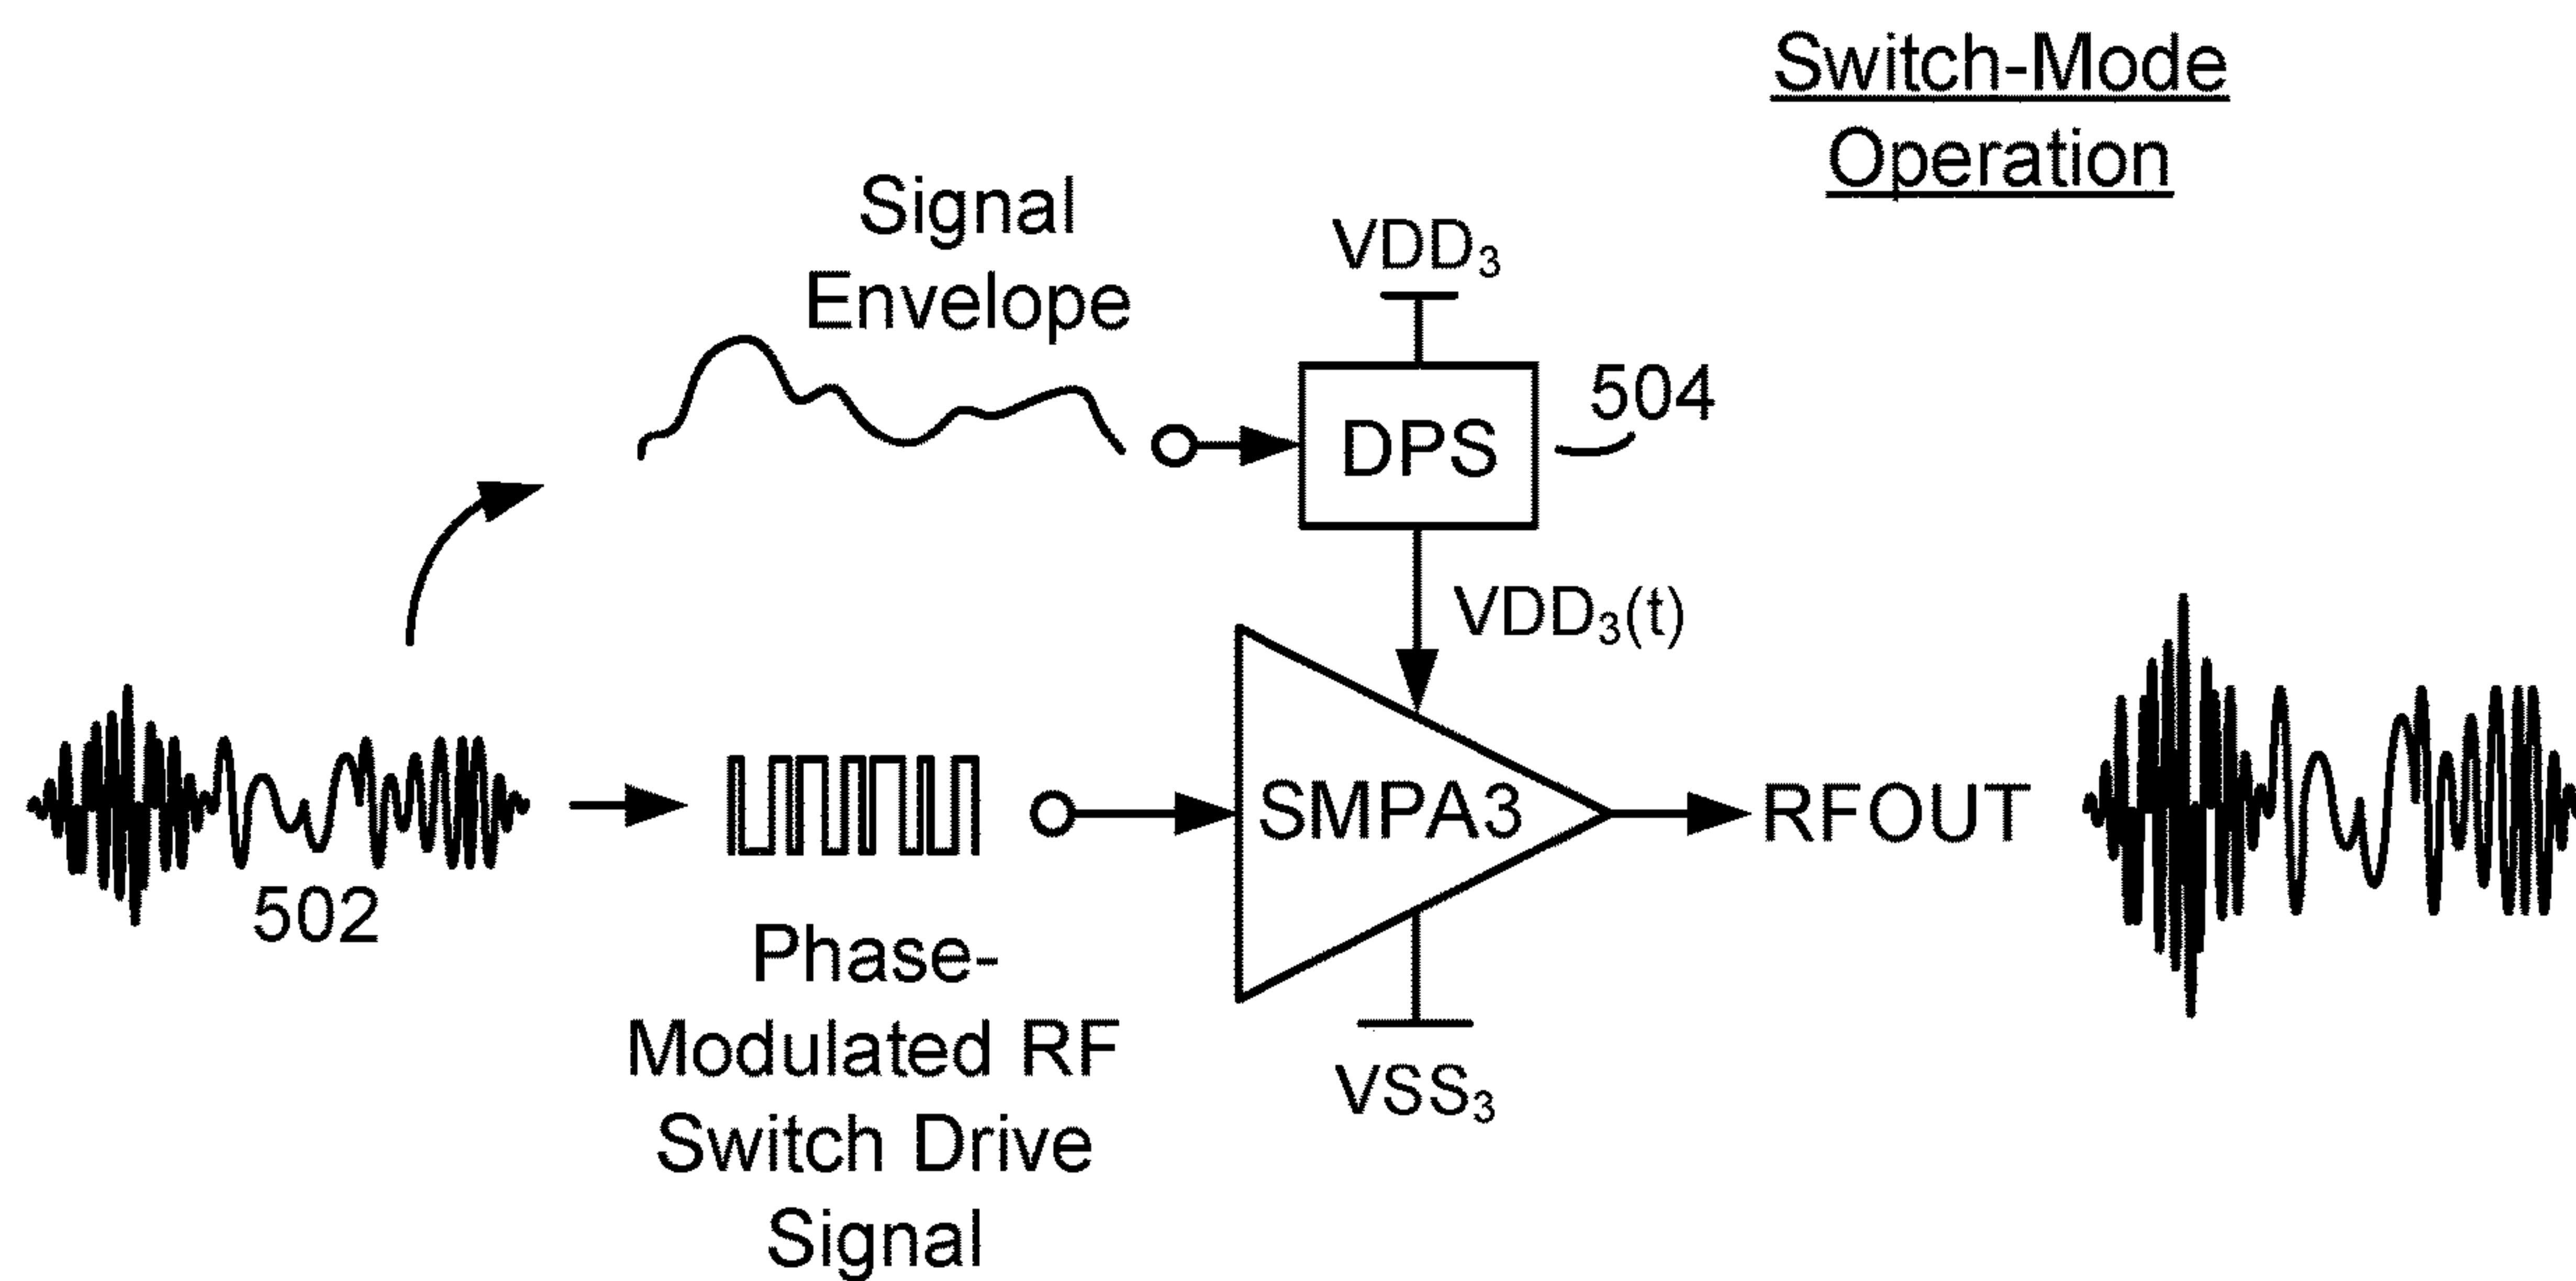 Switch-Mode
Operation
Signal
Envelope
VDD₃
504
DPS
VDD₃(t)
SMPA3
RFOUT
502
VSS₃
Phase-
Modulated RF
Switch Drive
Signal